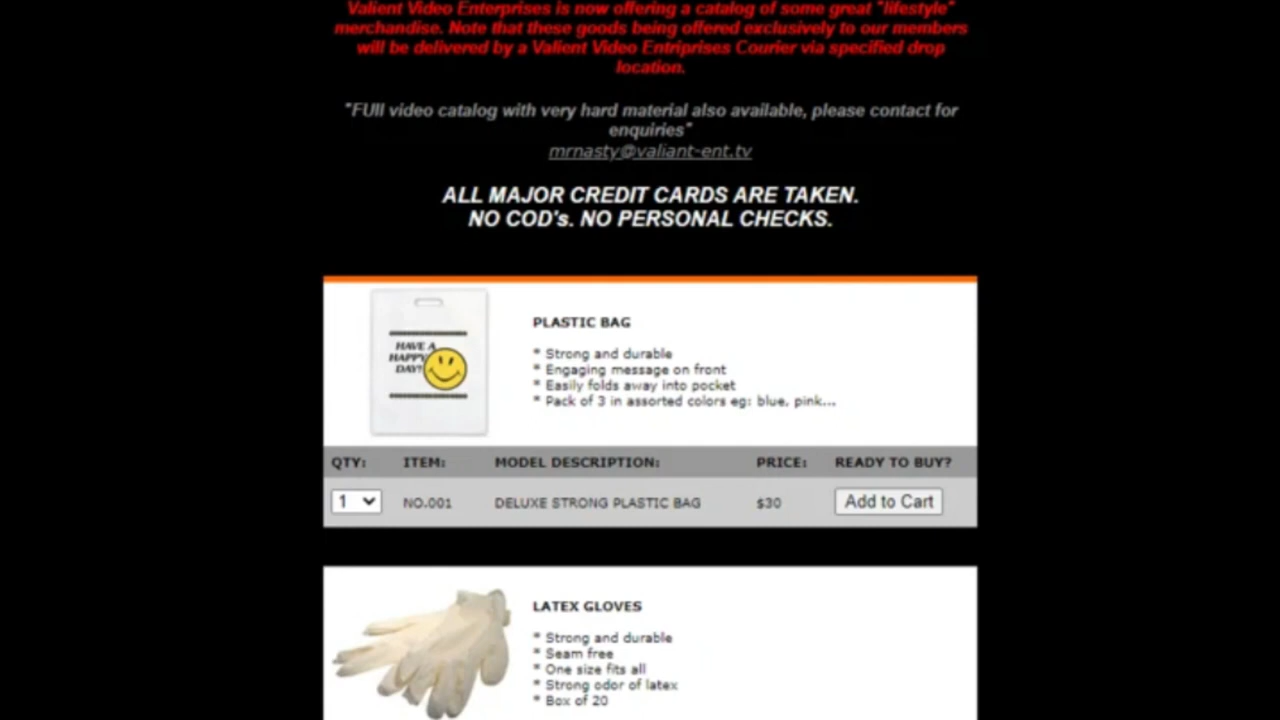 Valient Video Enterprises is now offering a catalog of some great "lifestyle"
merchandise. Note that these goods being offered exclusively to our members
will be delivered by a Valient Video Entriprises Courier via specified drop
location.
"FUll video catalog with very hard material also available, please contact for
enquiries"
mrnasty@valiant-ent.tv
ALL MAJOR CREDIT CARDS ARE TAKEN.
NO COD's. NO PERSONAL CHECKS.
HAVE A
HAPPY
DAY!
PLASTIC BAG
* Strong and durable
* Engaging message on front
* Easily folds away into pocket
* Pack of 3 in assorted colors eg: blue, pink...
QTY: ITEM: MODEL DESCRIPTION: PRICE: READY TO BUY?
1 NO.001 DELUXE STRONG PLASTIC BAG $30 Add to Cart
LATEX GLOVES
* Strong and durable
* Seam free
* One size fits all
* Strong odor of latex
* Box of 20